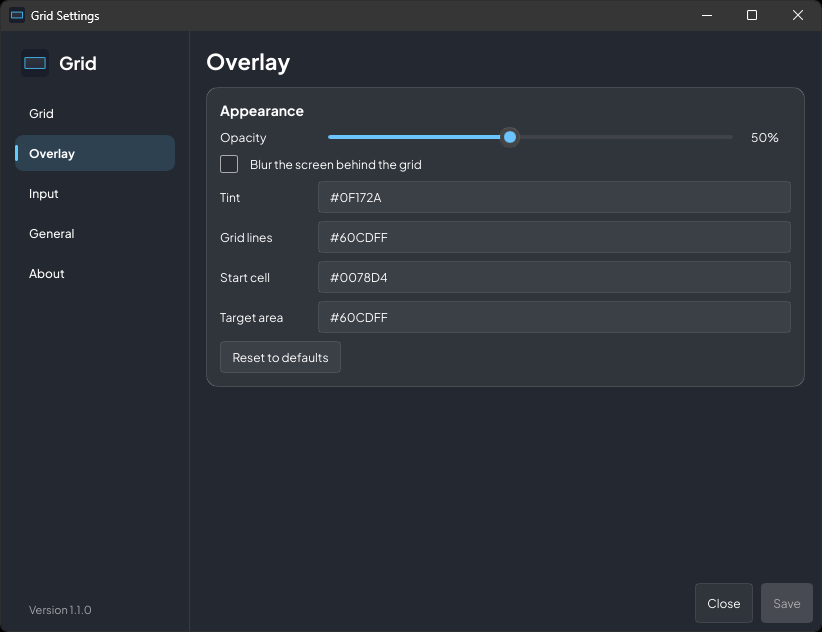 Grid Settings
Grid
Grid
Overlay
Input
General
About
Version 1.1.0
Overlay
Appearance
Opacity 50%
Blur the screen behind the grid
Tint #0F172A
Grid lines #60CDFF
Start cell #0078D4
Target area #60CDFF
Reset to defaults
Close Save